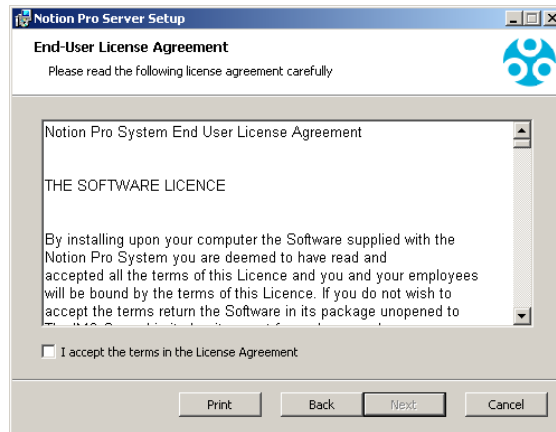 Notion Pro Server Setup
End-User License Agreement
Please read the following license agreement carefully
Notion Pro System End User License Agreement
THE SOFTWARE LICENCE
By installing upon your computer the Software supplied with the
Notion Pro System you are deemed to have read and
accepted all the terms of this Licence and you and your employees
will be bound by the terms of this Licence. If you do not wish to
accept the terms return the Software in its package unopened to
I accept the terms in the License Agreement
Print Back Next Cancel